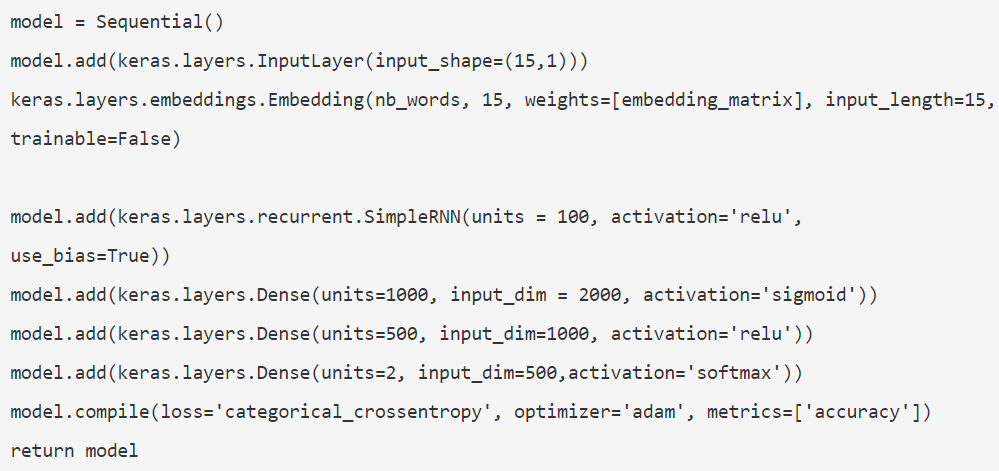 model = Sequential()
model.add(keras.layers.InputLayer(input_shape=(15,1)))
keras.layers.embeddings.Embedding(nb_words, 15, weights=[embedding_matrix], input_length=15,
trainable=False)

model.add(keras.layers.recurrent.SimpleRNN(units = 100, activation='relu',
use_bias=True))
model.add(keras.layers.Dense(units=1000, input_dim = 2000, activation='sigmoid'))
model.add(keras.layers.Dense(units=500, input_dim=1000, activation='relu'))
model.add(keras.layers.Dense(units=2, input_dim=500,activation='softmax'))
model.compile(loss='categorical_crossentropy', optimizer='adam', metrics=['accuracy'])
return model